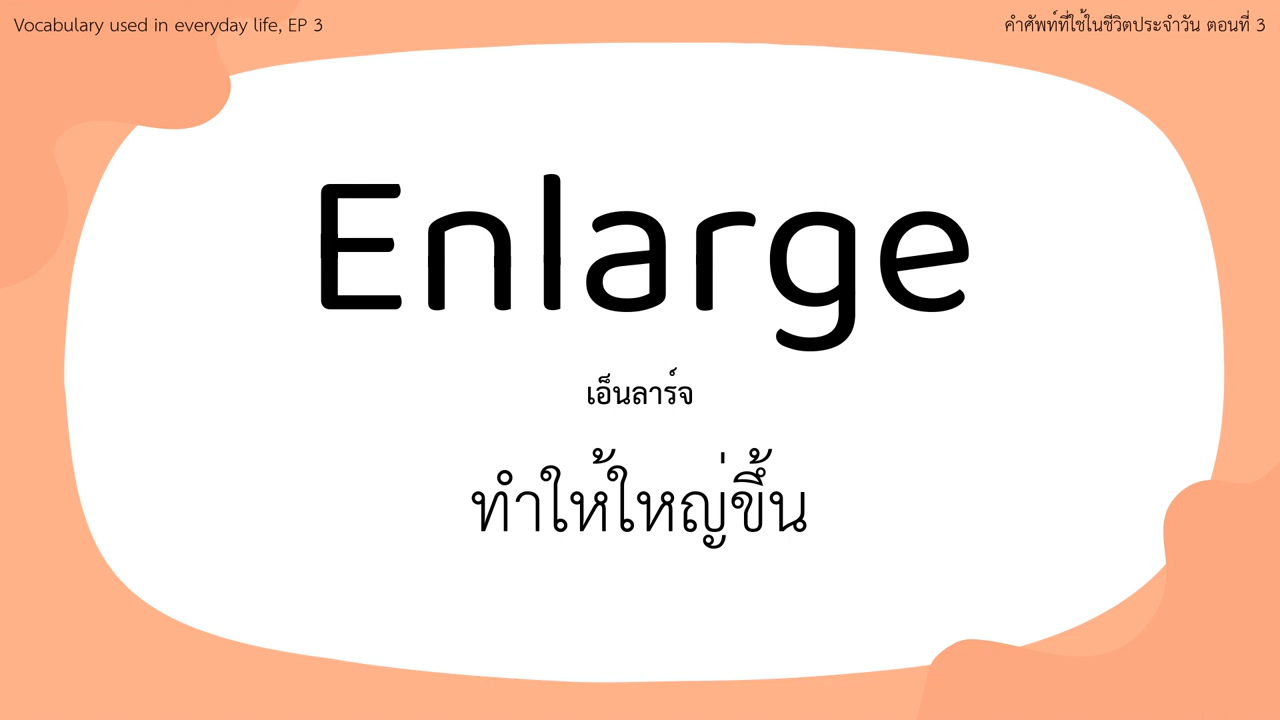 Vocabulary used in everyday life, EP 3
คำศัพท์ที่ใช้ในชีวิตประจำวัน ตอนที่ 3
Enlarge
เอ็นลาร์จ
ทำให้ใหญ่ขึ้น